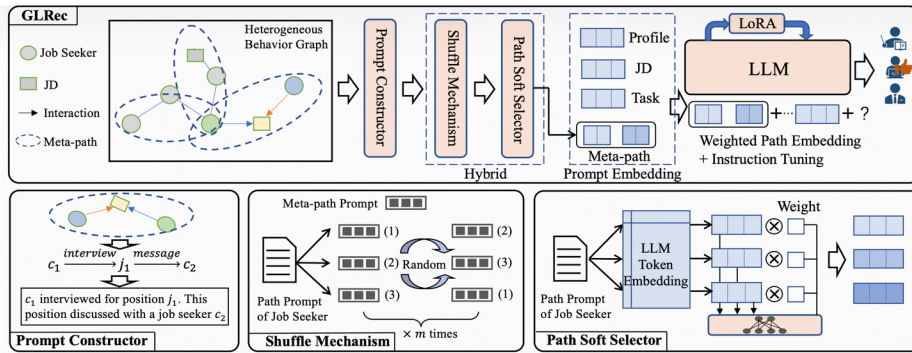 GLRec
Heterogeneous
Behavior Graph
Job Seeker
JD
Interaction
Meta-path
Prompt Constructor
Shuffle Mechanism
Path Soft Selector
Hybrid
Profile
JD
Task
Meta-path
Prompt Embedding
LoRA
LLM
+ ··· + ?
Weighted Path Embedding
+ Instruction Tuning
interview message
c₁ ⟶ j₁ ⟶ c₂
c₁ interviewed for position j₁. This
position discussed with a job seeker c₂
Prompt Constructor
Meta-path Prompt
(1) (2)
(2) Random (3)
(3) (1)
Path Prompt
of Job Seeker
× m times
Shuffle Mechanism
Weight
LLM
Token
Embedding
Path Prompt
of Job Seeker
Path Soft Selector